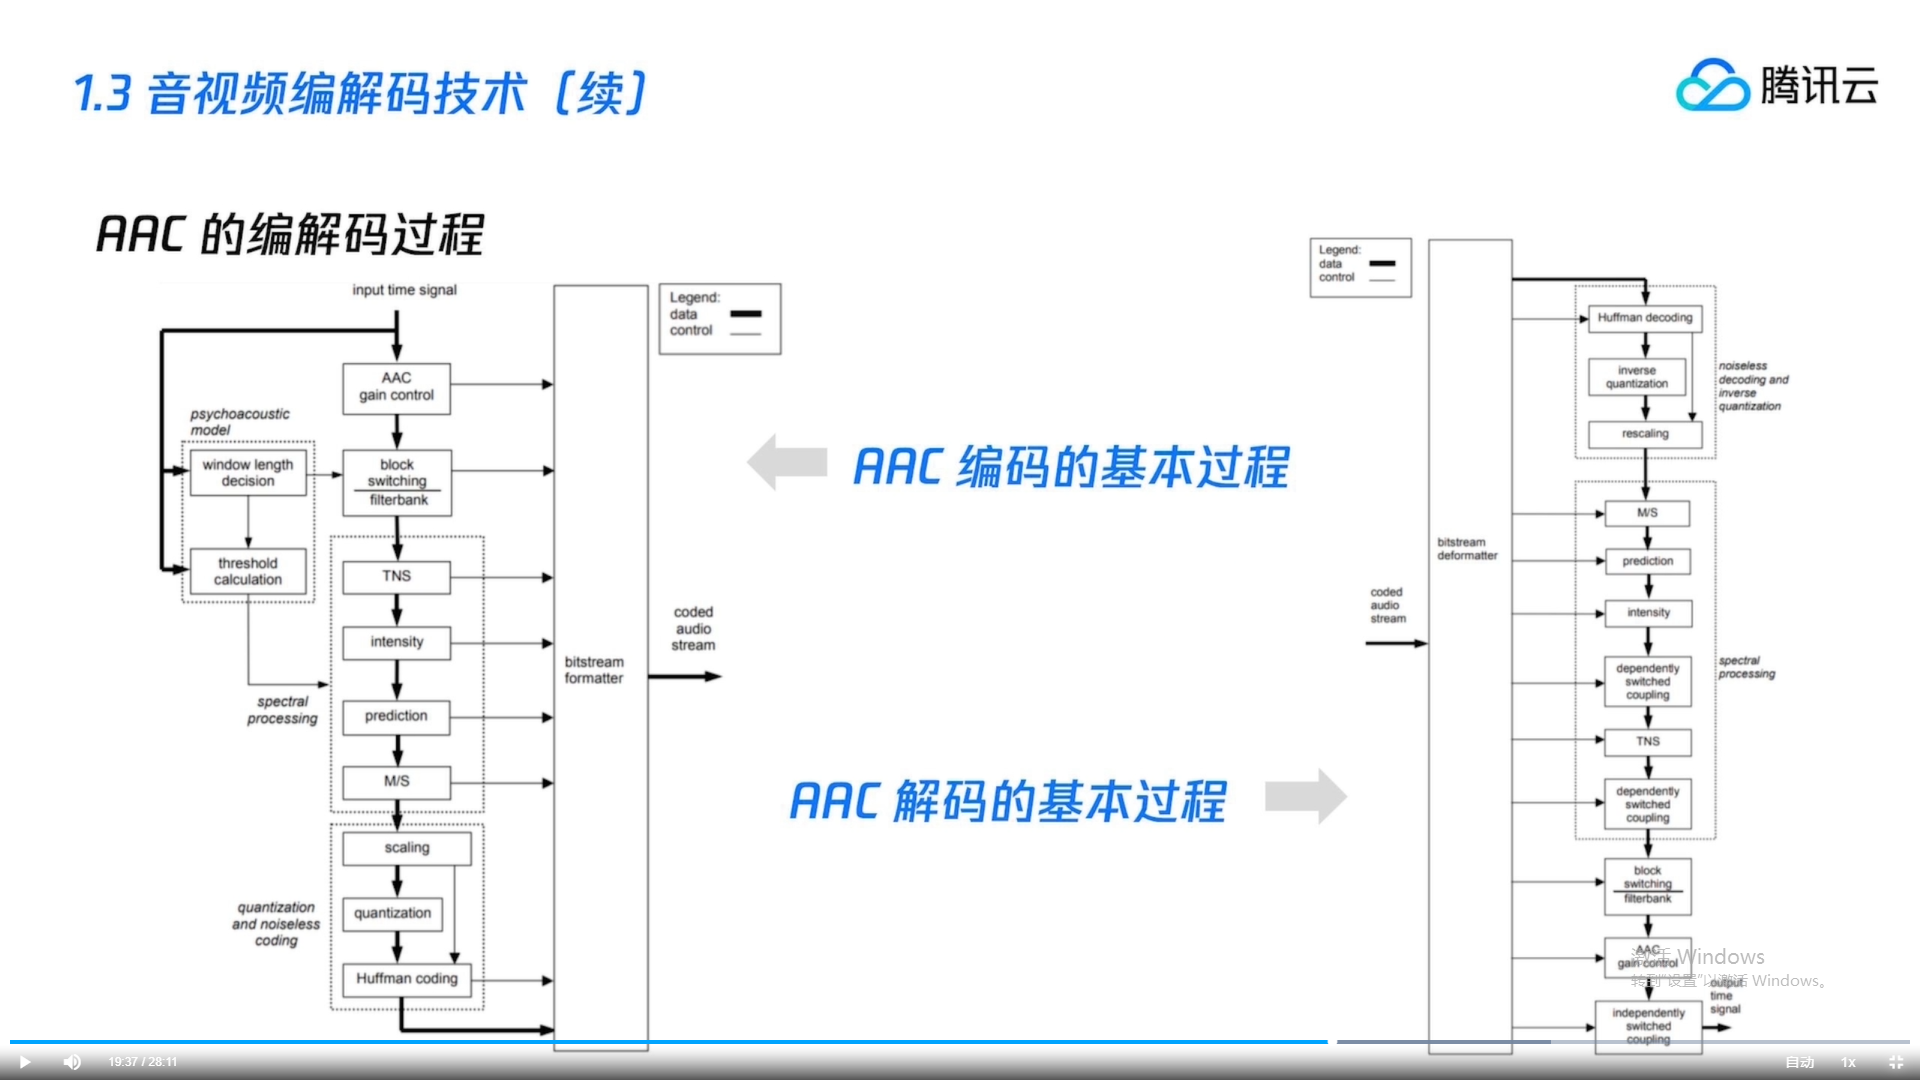 1.3 音视频编解码技术（续）
腾讯云
AAC 的编解码过程
input time signal
Legend:
data
control
AAC
gain control
psychoacoustic
model
window length
decision
block
switching
filterbank
threshold
calculation
TNS
intensity
spectral
processing
prediction
M/S
scaling
quantization
and noiseless
coding
quantization
Huffman coding
bitstream
formatter
coded
audio
stream
AAC 编码的基本过程
AAC 解码的基本过程
Legend:
data
control
coded
audio
stream
bitstream
deformatter
Huffman decoding
inverse
quantization
rescaling
noiseless
decoding and
inverse
quantization
M/S
prediction
intensity
dependently
switched
coupling
TNS
dependently
switched
coupling
spectral
processing
block
switching
filterbank
AAC
gain control
independently
switched
coupling
output
time
signal
激活 Windows
转到“设置”以激活 Windows。
19:37 / 28:11
自动
1x